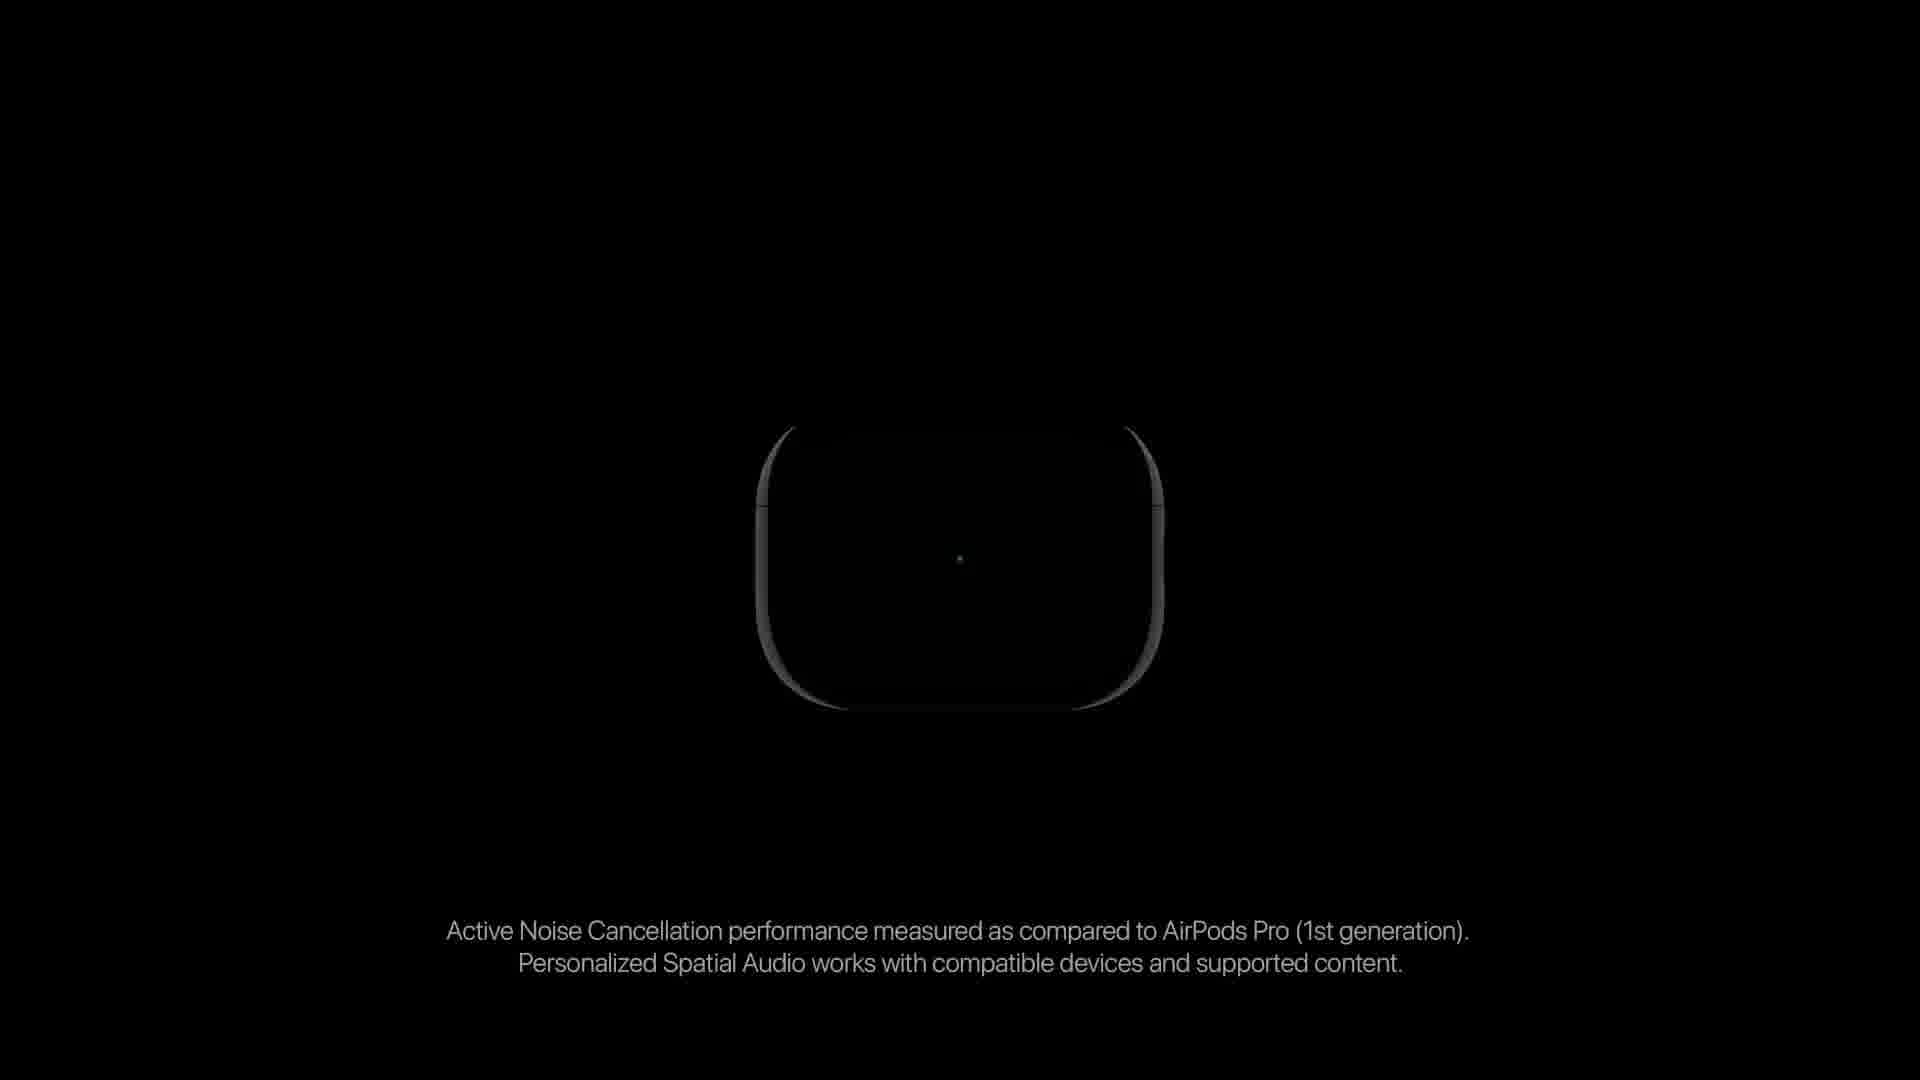 Active Noise Cancellation performance measured as compared to AirPods Pro (1st generation).
Personalized Spatial Audio works with compatible devices and supported content.